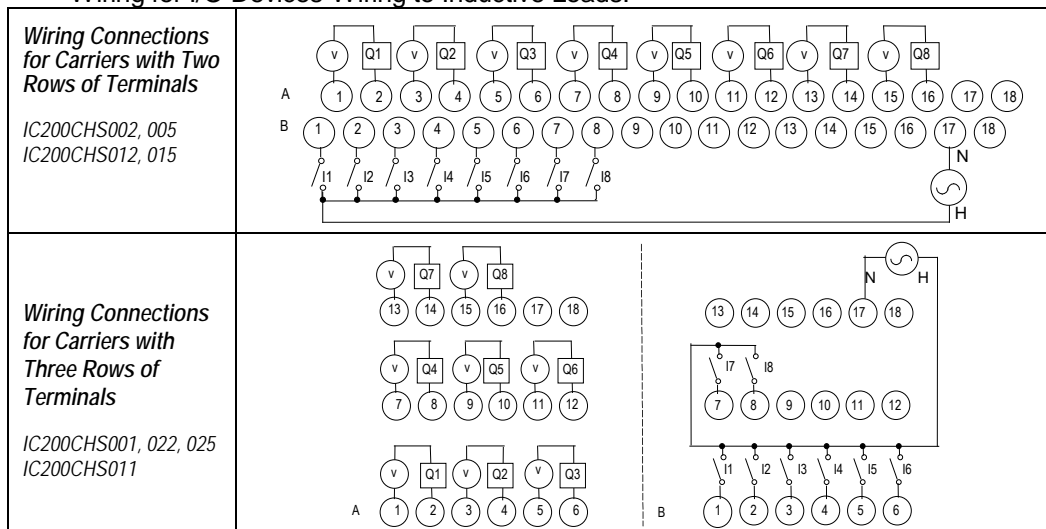 Wiring for I/O Devices Wiring to Inductive Loads.
Wiring Connections
for Carriers with Two
Rows of Terminals
IC200CHS002, 005
IC200CHS012, 015
v Q1 v Q2 v Q3 v Q4 v Q5 v Q6 v Q7 v Q8
A 1 2 3 4 5 6 7 8 9 10 11 12 13 14 15 16 17 18
B 1 2 3 4 5 6 7 8 9 10 11 12 13 14 15 16 17 18
N
I1 I2 I3 I4 I5 I6 I7 I8
H
Wiring Connections
for Carriers with
Three Rows of
Terminals
IC200CHS001, 022, 025
IC200CHS011
v Q7 v Q8
13 14 15 16 17 18
v Q4 v Q5 v Q6
7 8 9 10 11 12
v Q1 v Q2 v Q3
A 1 2 3 4 5 6
N H
13 14 15 16 17 18
I7 I8
7 8 9 10 11 12
I1 I2 I3 I4 I5 I6
B 1 2 3 4 5 6